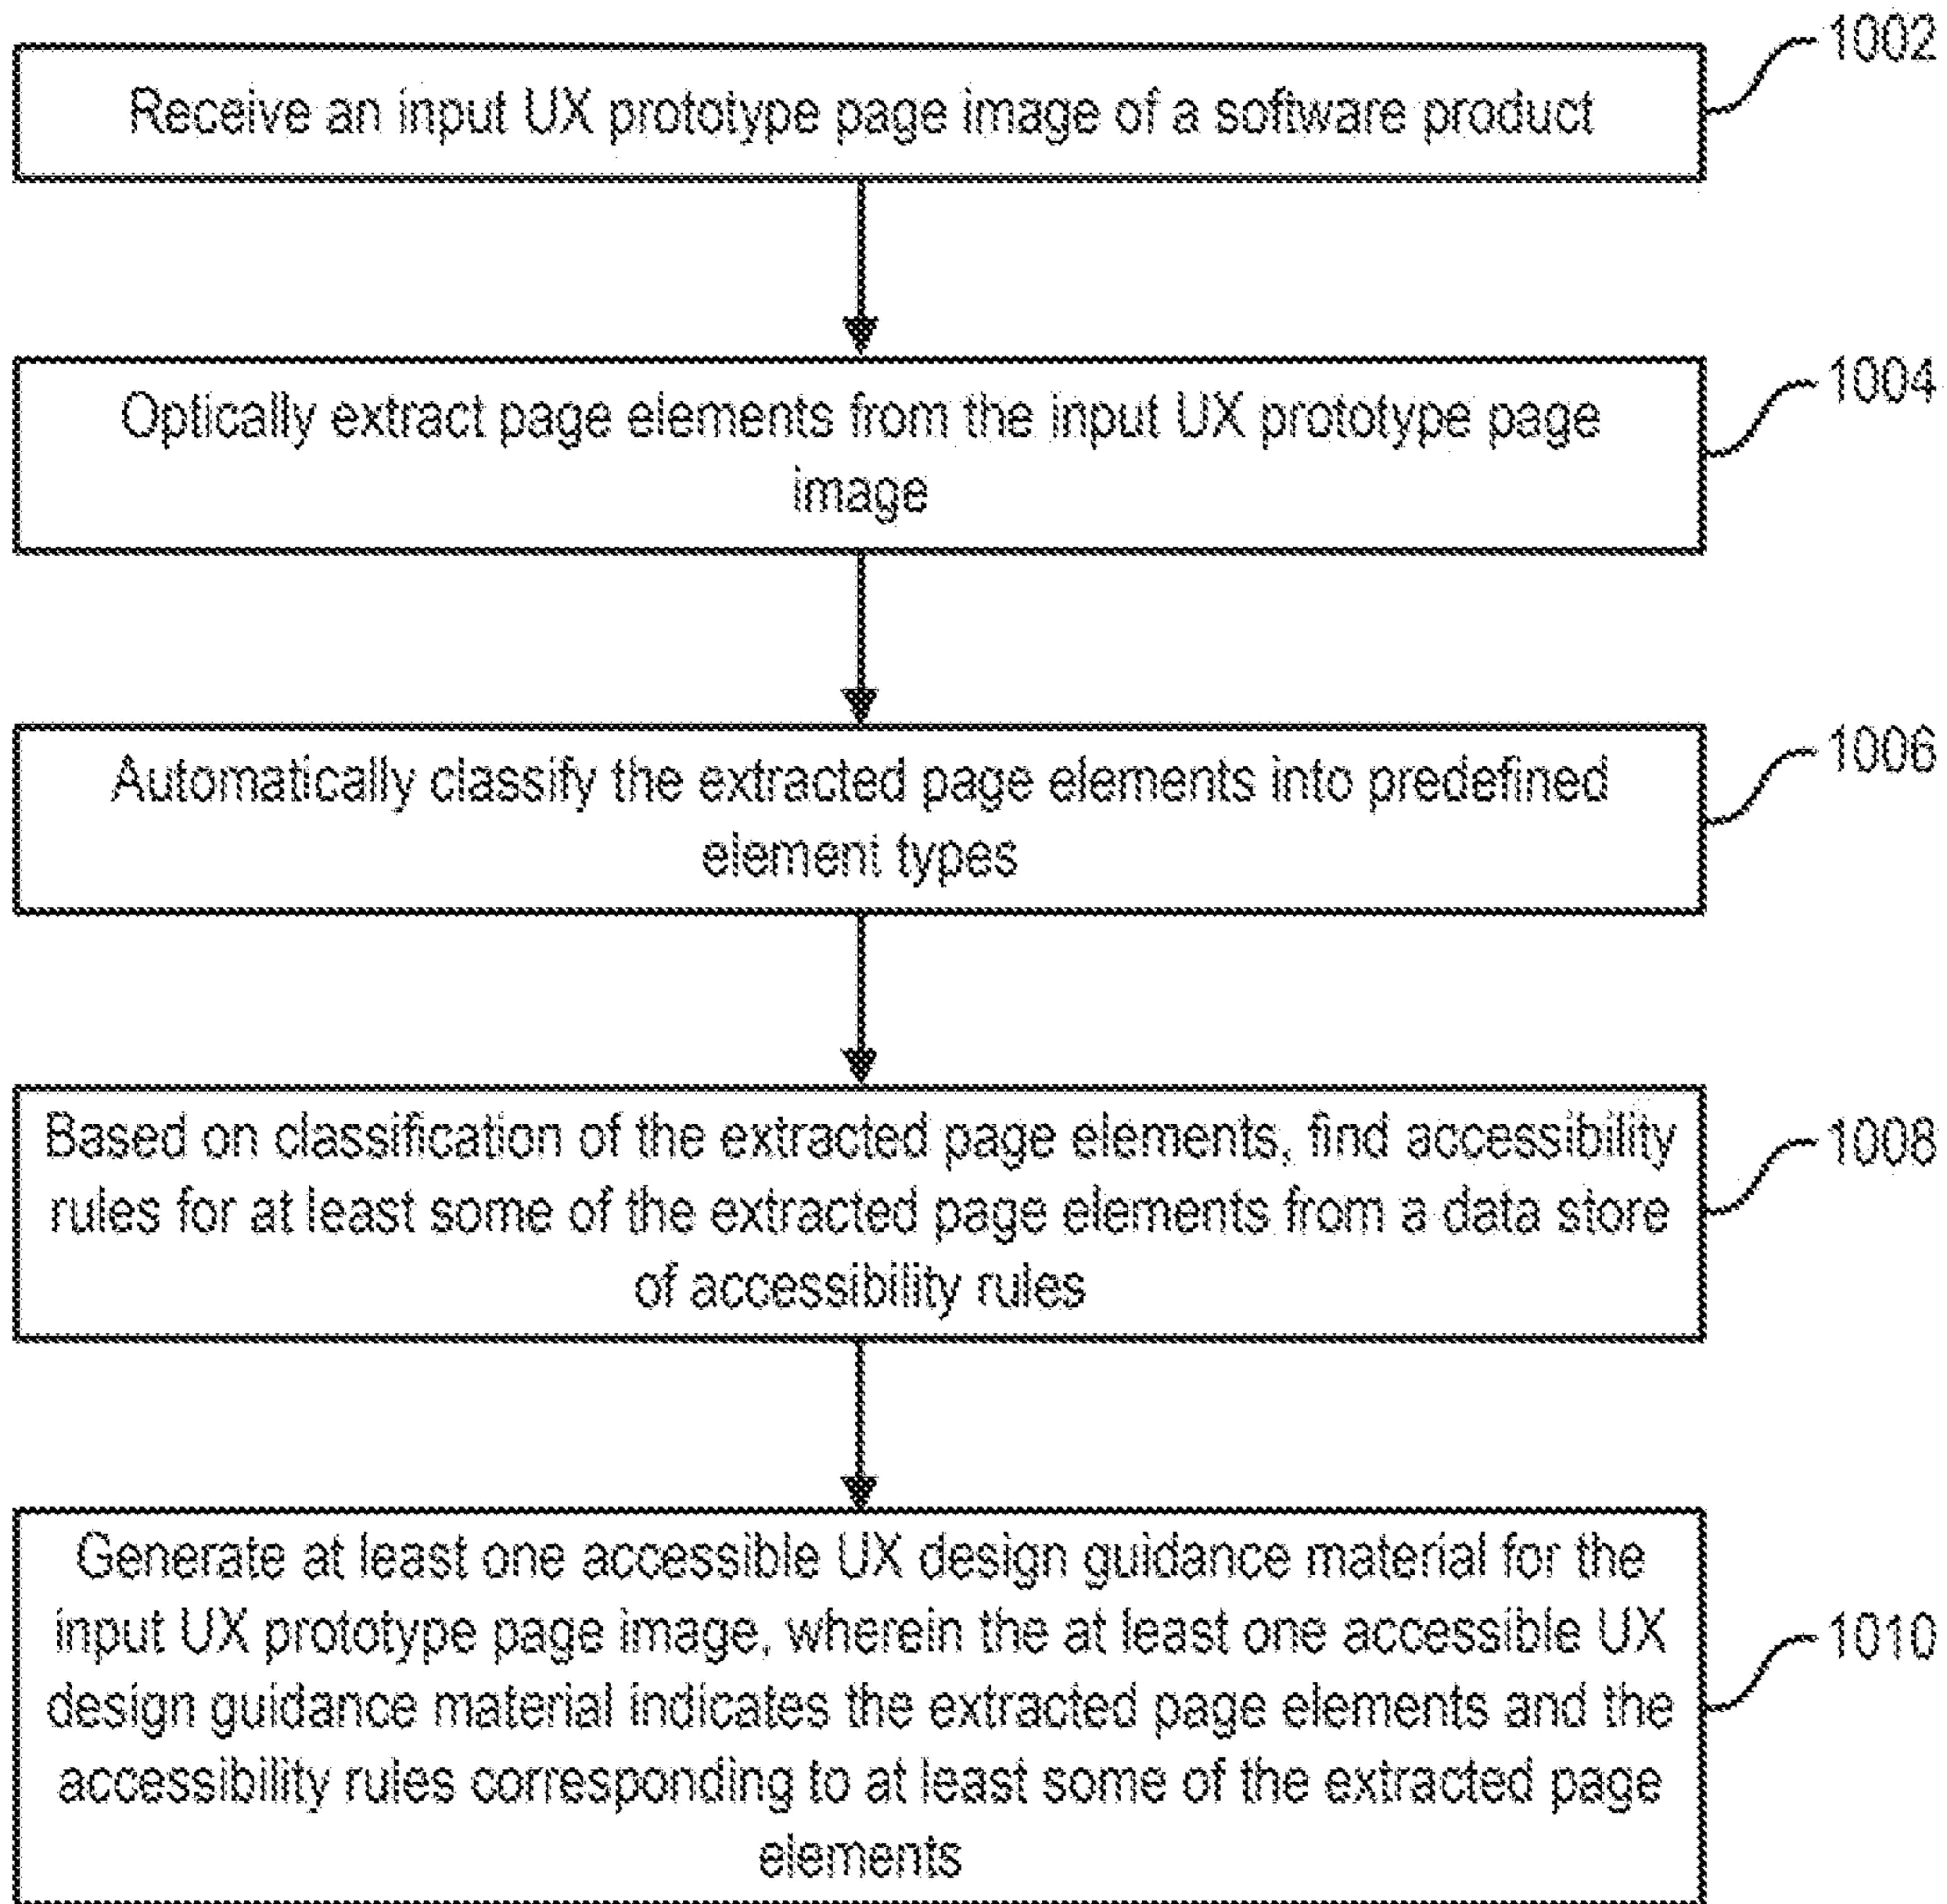 1002
Receive an input UX prototype page image of a software product
1004
Optically extract page elements from the input UX prototype page
image
1006
Automatically classify the extracted page elements into predefined
element types
1008
Based on classification of the extracted page elements, find accessibility
rules for at least some of the extracted page elements from a data store
of accessibility rules
1010
Generate at least one accessible UX design guidance material for the
input UX prototype page image, wherein the at least one accessible UX
design guidance material indicates the extracted page elements and the
accessibility rules corresponding to at least some of the extracted page
elements